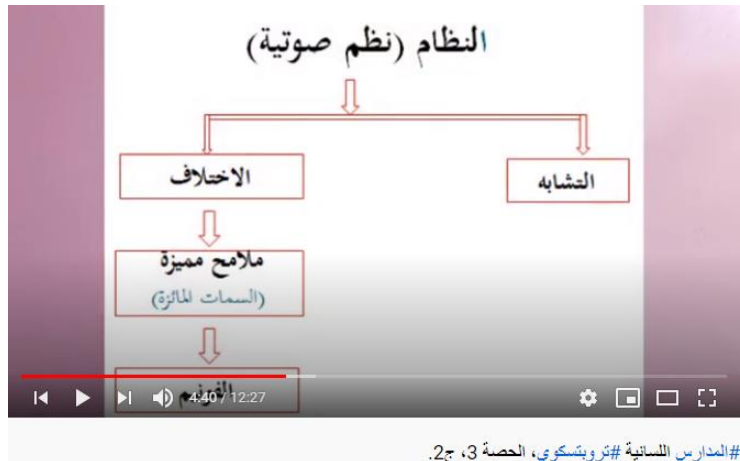 النظام (نظم صوتية)
الاختلاف
التشابه
ملامح مميزة
(السمات المائزة)
الفونيم
4:40 / 12:27
#المدارس اللسانية #تروبتسكوي، الحصة 3، ج2.